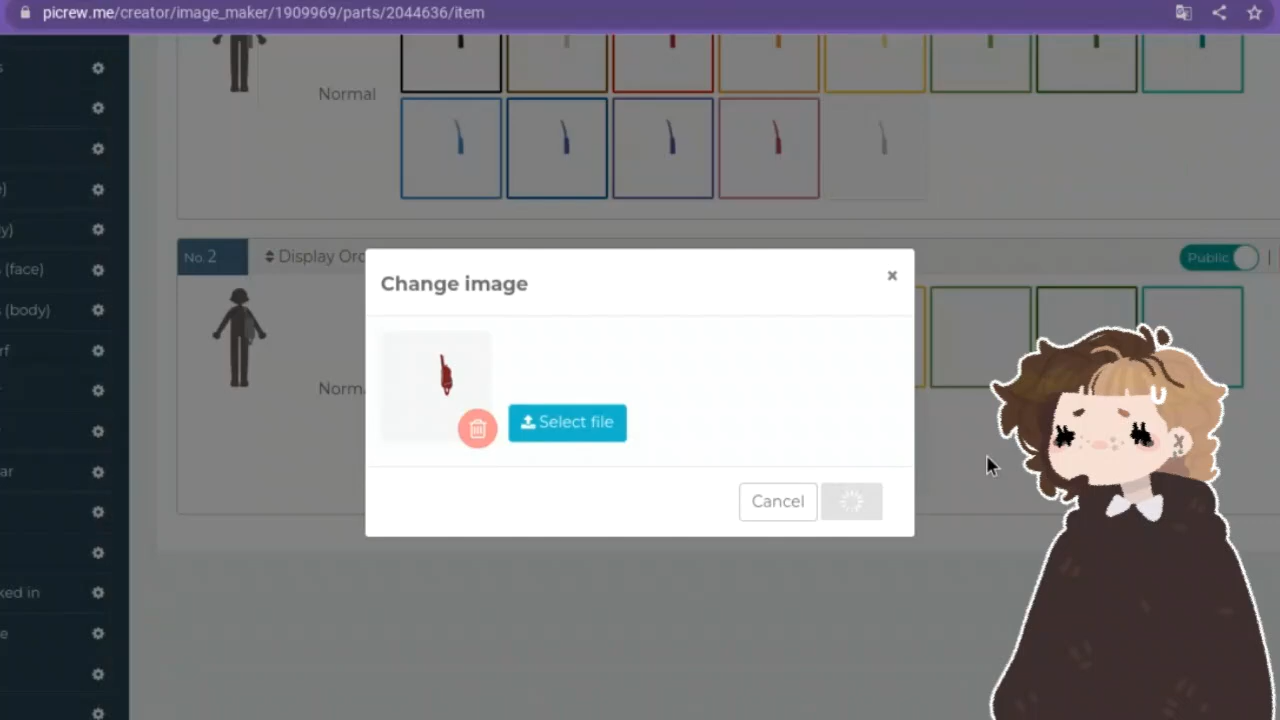 picrew.me/creator/image_maker/1909969/parts/2044636/item
s
e)
Normal
y)
No.2
Display Orc
Public
(face)
Change image
(body)
rf
Norma
Select file
ar
Cancel
ked in
e